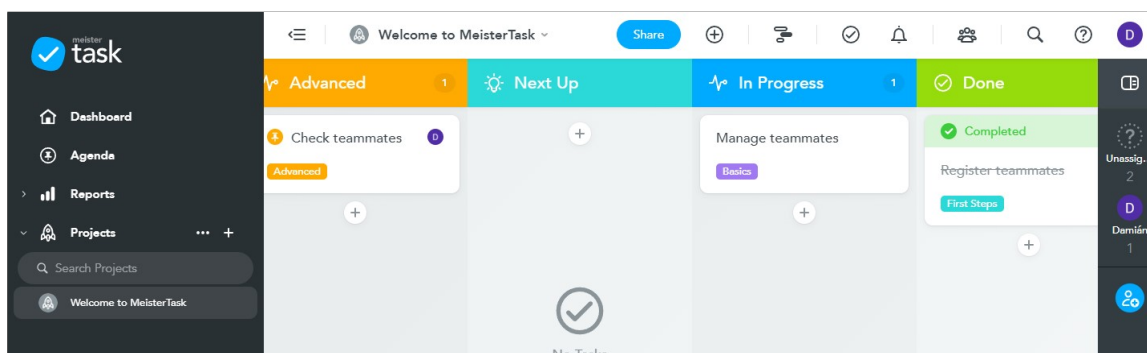 meister
task
Dashboard
Agenda
Reports
Projects
Search Projects
Welcome to MeisterTask
Welcome to MeisterTask
Share
D
Advanced 1
Check teammates D
Advanced
Next Up
No Tasks
In Progress 1
Manage teammates
Basics
Done
Completed
Register teammates
First Steps
Unassig...
2
D
Damián
1